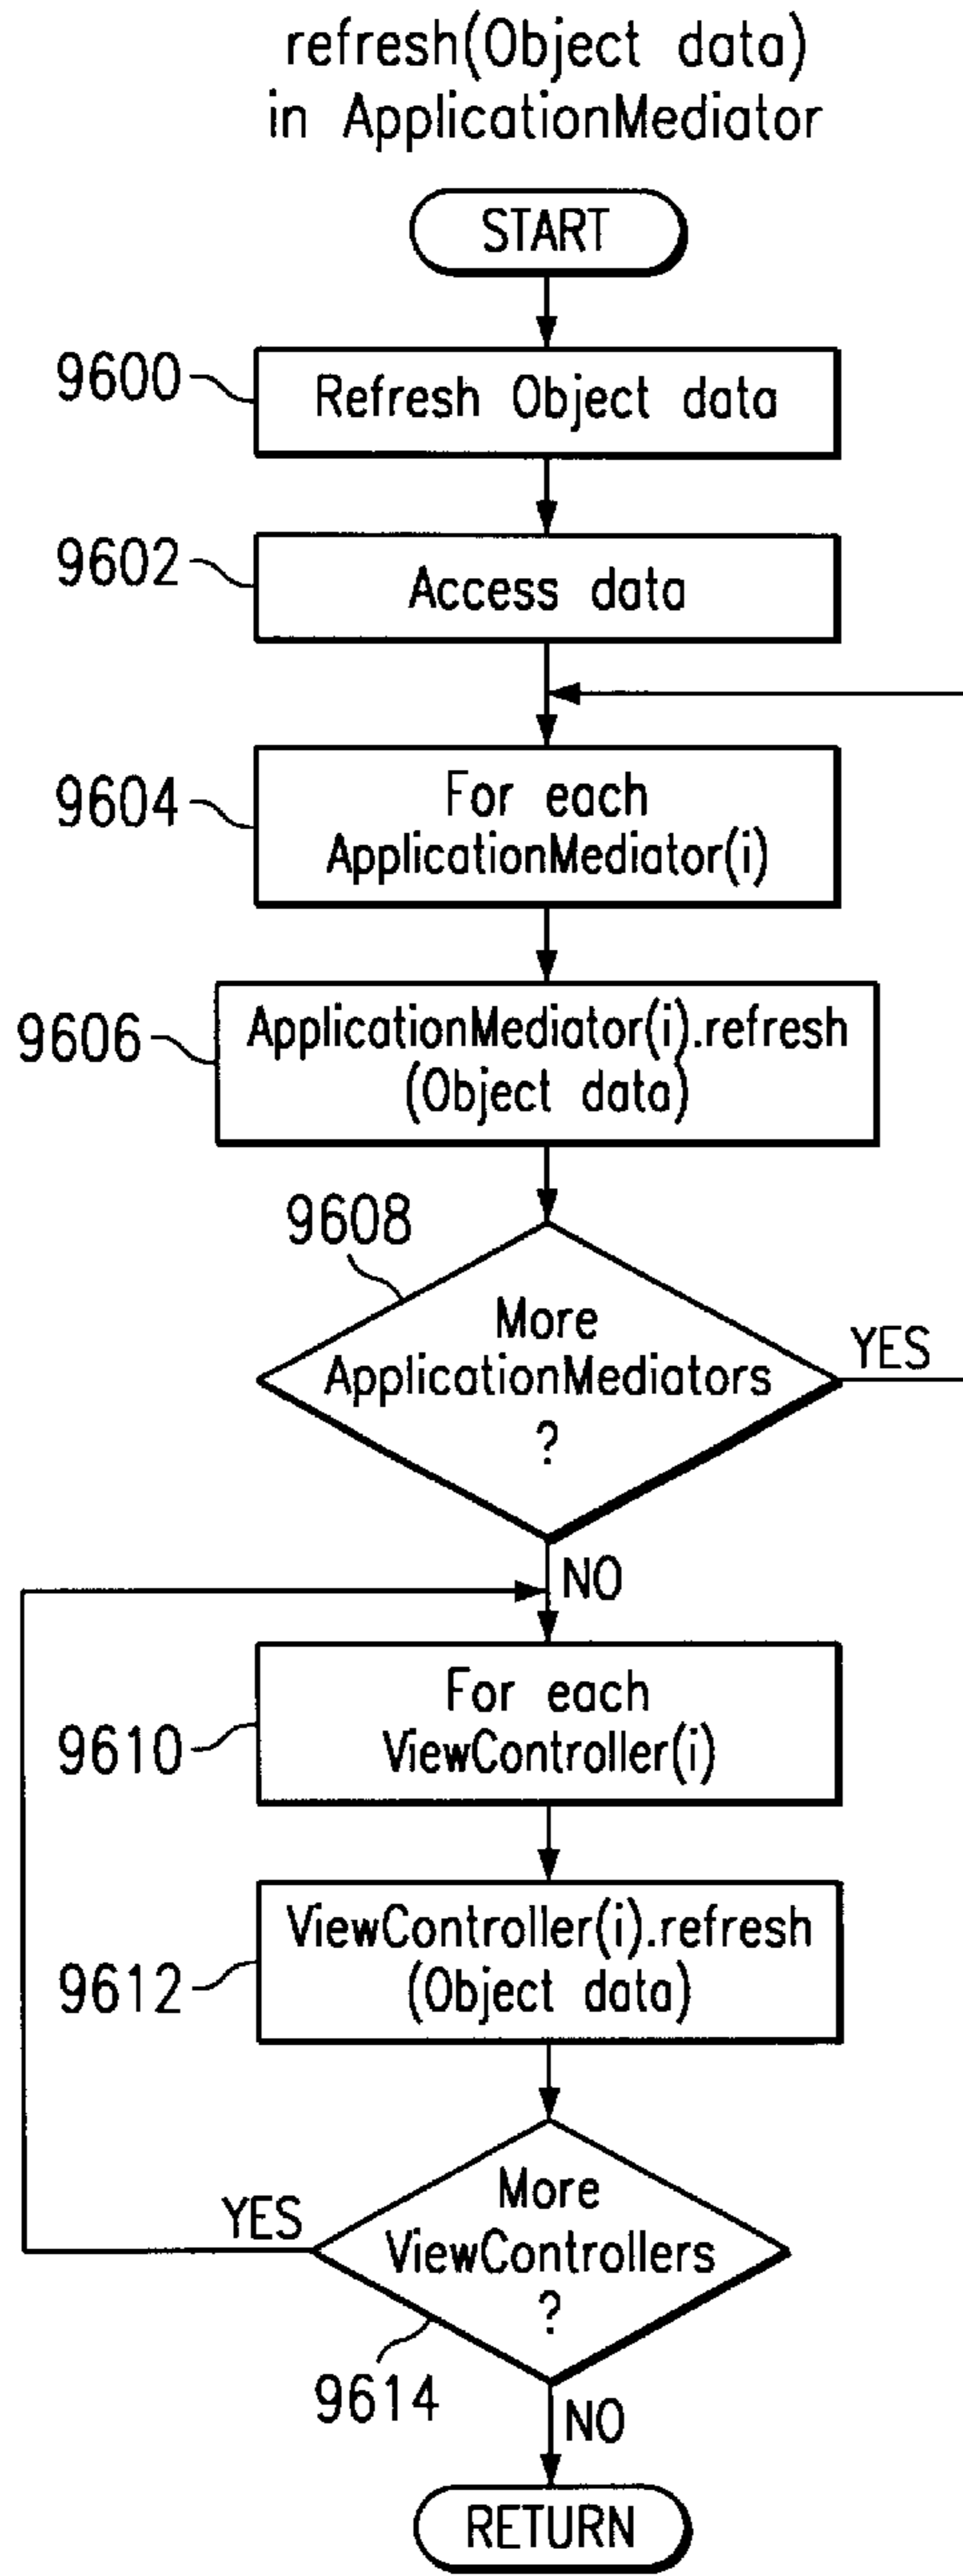 refresh(Object data)
in ApplicationMediator
START
9600
Refresh Object data
9602
Access data
9604
For each
ApplicationMediator(i)
9606
ApplicationMediator(i).refresh
(Object data)
9608
More
ApplicationMediators
?
YES
NO
9610
For each
ViewController(i)
9612
ViewController(i).refresh
(Object data)
More
ViewControllers
?
YES
9614
NO
RETURN